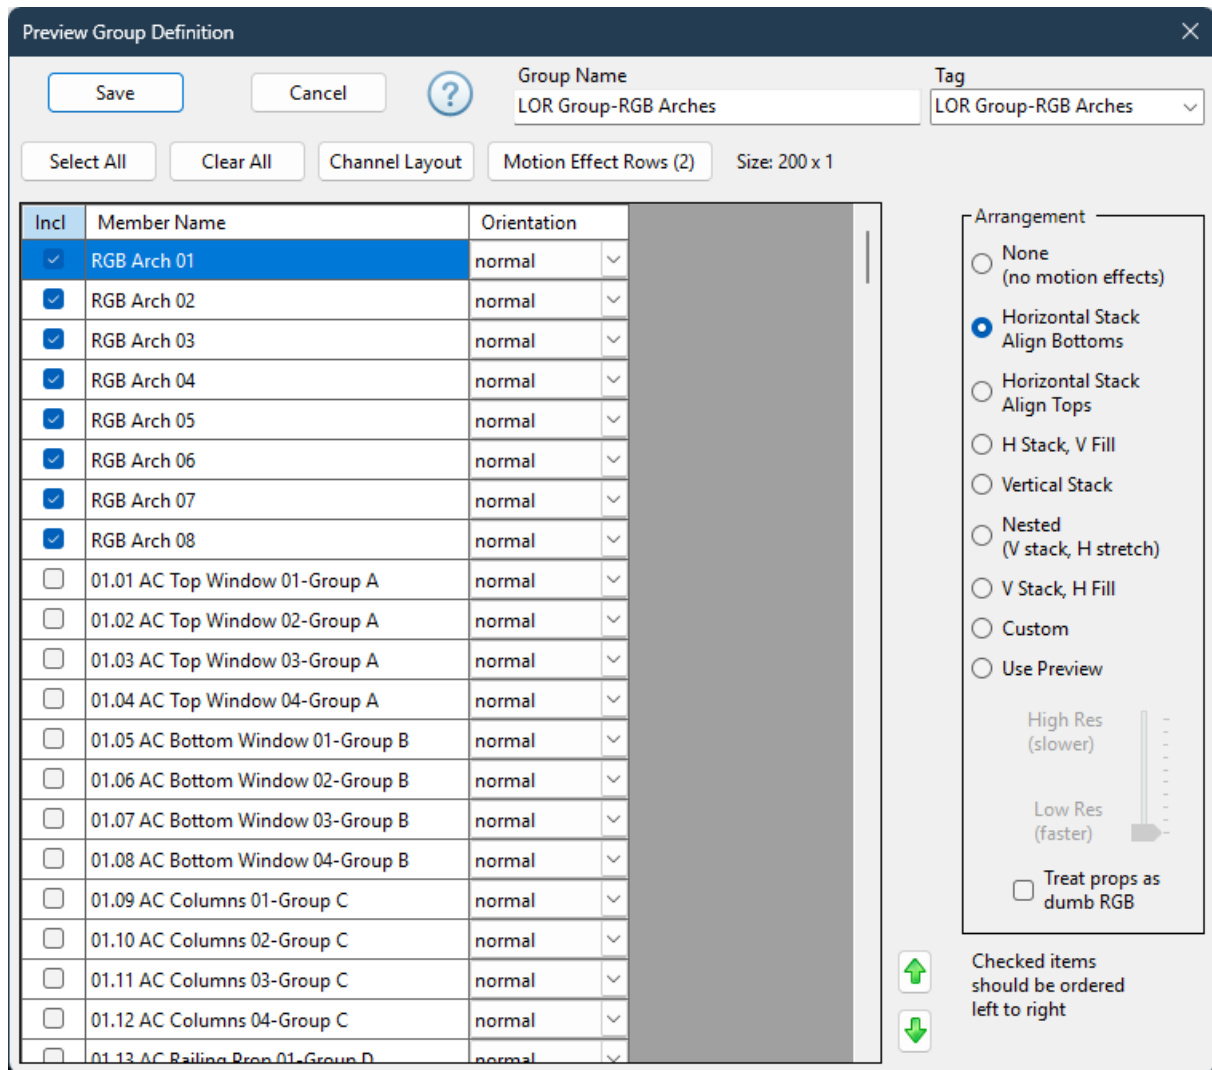 Preview Group Definition
Save
Cancel
?
Group Name
LOR Group-RGB Arches
Tag
LOR Group-RGB Arches
Select All
Clear All
Channel Layout
Motion Effect Rows (2)
Size: 200 x 1
Incl Member Name Orientation
RGB Arch 01 normal
RGB Arch 02 normal
RGB Arch 03 normal
RGB Arch 04 normal
RGB Arch 05 normal
RGB Arch 06 normal
RGB Arch 07 normal
RGB Arch 08 normal
01.01 AC Top Window 01-Group A normal
01.02 AC Top Window 02-Group A normal
01.03 AC Top Window 03-Group A normal
01.04 AC Top Window 04-Group A normal
01.05 AC Bottom Window 01-Group B normal
01.06 AC Bottom Window 02-Group B normal
01.07 AC Bottom Window 03-Group B normal
01.08 AC Bottom Window 04-Group B normal
01.09 AC Columns 01-Group C normal
01.10 AC Columns 02-Group C normal
01.11 AC Columns 03-Group C normal
01.12 AC Columns 04-Group C normal
01.13 AC Railing Prop 01-Group D normal
Arrangement
None
(no motion effects)
Horizontal Stack
Align Bottoms
Horizontal Stack
Align Tops
H Stack, V Fill
Vertical Stack
Nested
(V stack, H stretch)
V Stack, H Fill
Custom
Use Preview
High Res
(slower)
Low Res
(faster)
Treat props as
dumb RGB
Checked items
should be ordered
left to right